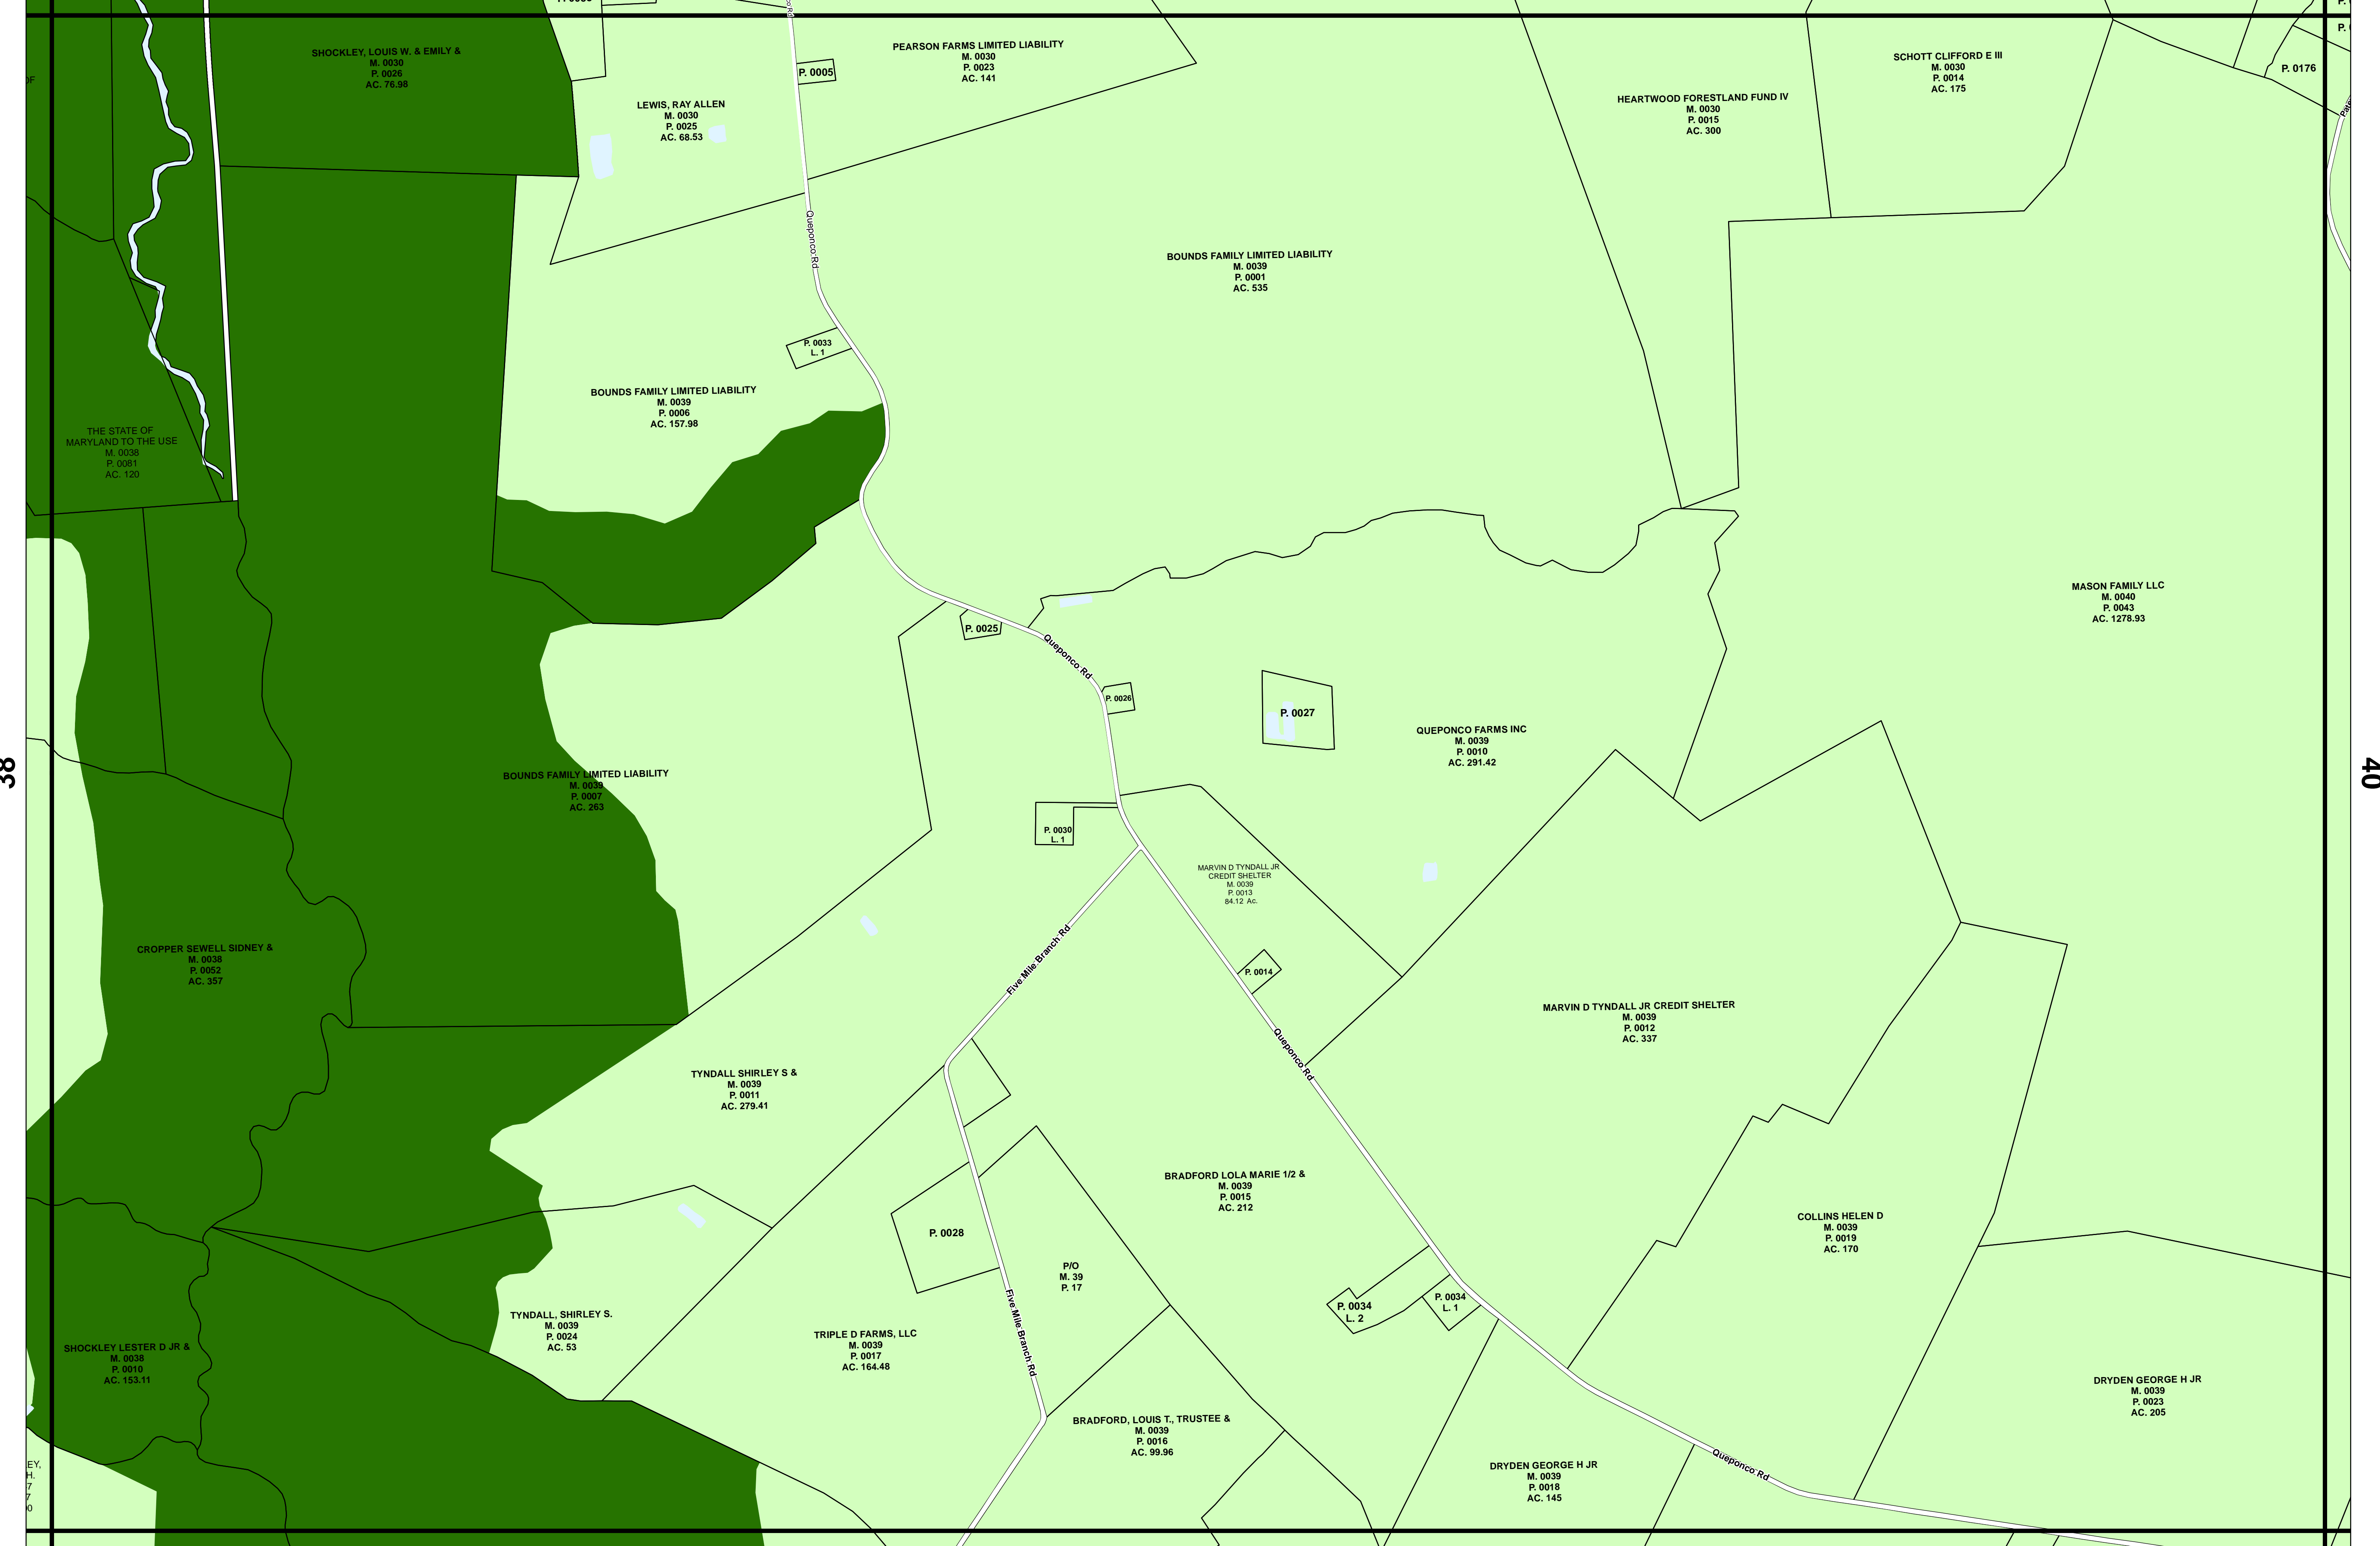 SHOCKLEY, LOUIS W. & EMILY &
M. 0030
P. 0026
AC. 76.98
PEARSON FARMS LIMITED LIABILITY
M. 0030
P. 0023
AC. 141
P. 0005
LEWIS, RAY ALLEN
M. 0030
P. 0025
AC. 68.53
HEARTWOOD FORESTLAND FUND IV
M. 0030
P. 0015
AC. 300
SCHOTT CLIFFORD E III
M. 0030
P. 0014
AC. 175
P. 0176
OF
Queponco Rd
BOUNDS FAMILY LIMITED LIABILITY
M. 0039
P. 0001
AC. 535
P. 0033
L. 1
BOUNDS FAMILY LIMITED LIABILITY
M. 0039
P. 0006
AC. 157.98
THE STATE OF
MARYLAND TO THE USE
M. 0038
P. 0081
AC. 120
MASON FAMILY LLC
M. 0040
P. 0043
AC. 1278.93
P. 0025
Queponco Rd
P. 0026
P. 0027
QUEPONCO FARMS INC
M. 0039
P. 0010
AC. 291.42
38
40
BOUNDS FAMILY LIMITED LIABILITY
M. 0039
P. 0007
AC. 263
P. 0030
L. 1
MARVIN D TYNDALL JR
CREDIT SHELTER
M. 0039
P. 0013
84.12 Ac.
CROPPER SEWELL SIDNEY &
M. 0038
P. 0052
AC. 357
Five Mile Branch Rd
P. 0014
MARVIN D TYNDALL JR CREDIT SHELTER
M. 0039
P. 0012
AC. 337
Queponco Rd
TYNDALL SHIRLEY S &
M. 0039
P. 0011
AC. 279.41
BRADFORD LOLA MARIE 1/2 &
M. 0039
P. 0015
AC. 212
P. 0028
COLLINS HELEN D
M. 0039
P. 0019
AC. 170
P/O
M. 39
P. 17
P. 0034
L. 2
P. 0034
L. 1
TYNDALL, SHIRLEY S.
M. 0039
P. 0024
AC. 53
TRIPLE D FARMS, LLC
M. 0039
P. 0017
AC. 164.48
Five Mile Branch Rd
SHOCKLEY LESTER D JR &
M. 0038
P. 0010
AC. 153.11
DRYDEN GEORGE H JR
M. 0039
P. 0023
AC. 205
BRADFORD, LOUIS T., TRUSTEE &
M. 0039
P. 0016
AC. 99.96
DRYDEN GEORGE H JR
M. 0039
P. 0018
AC. 145
Queponco Rd
EY,
H.
7
7
0